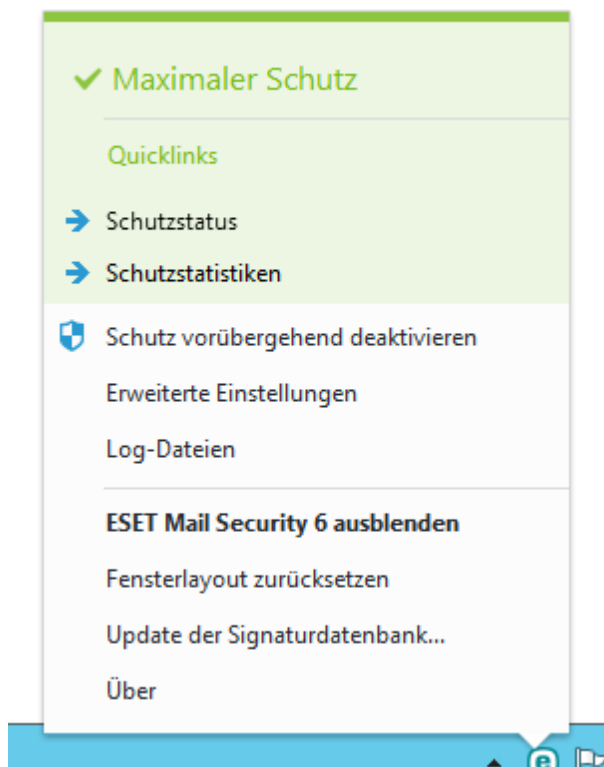 Maximaler Schutz
Quicklinks
Schutzstatus
Schutzstatistiken
Schutz vorübergehend deaktivieren
Erweiterte Einstellungen
Log-Dateien
ESET Mail Security 6 ausblenden
Fensterlayout zurücksetzen
Update der Signaturdatenbank...
Über
e